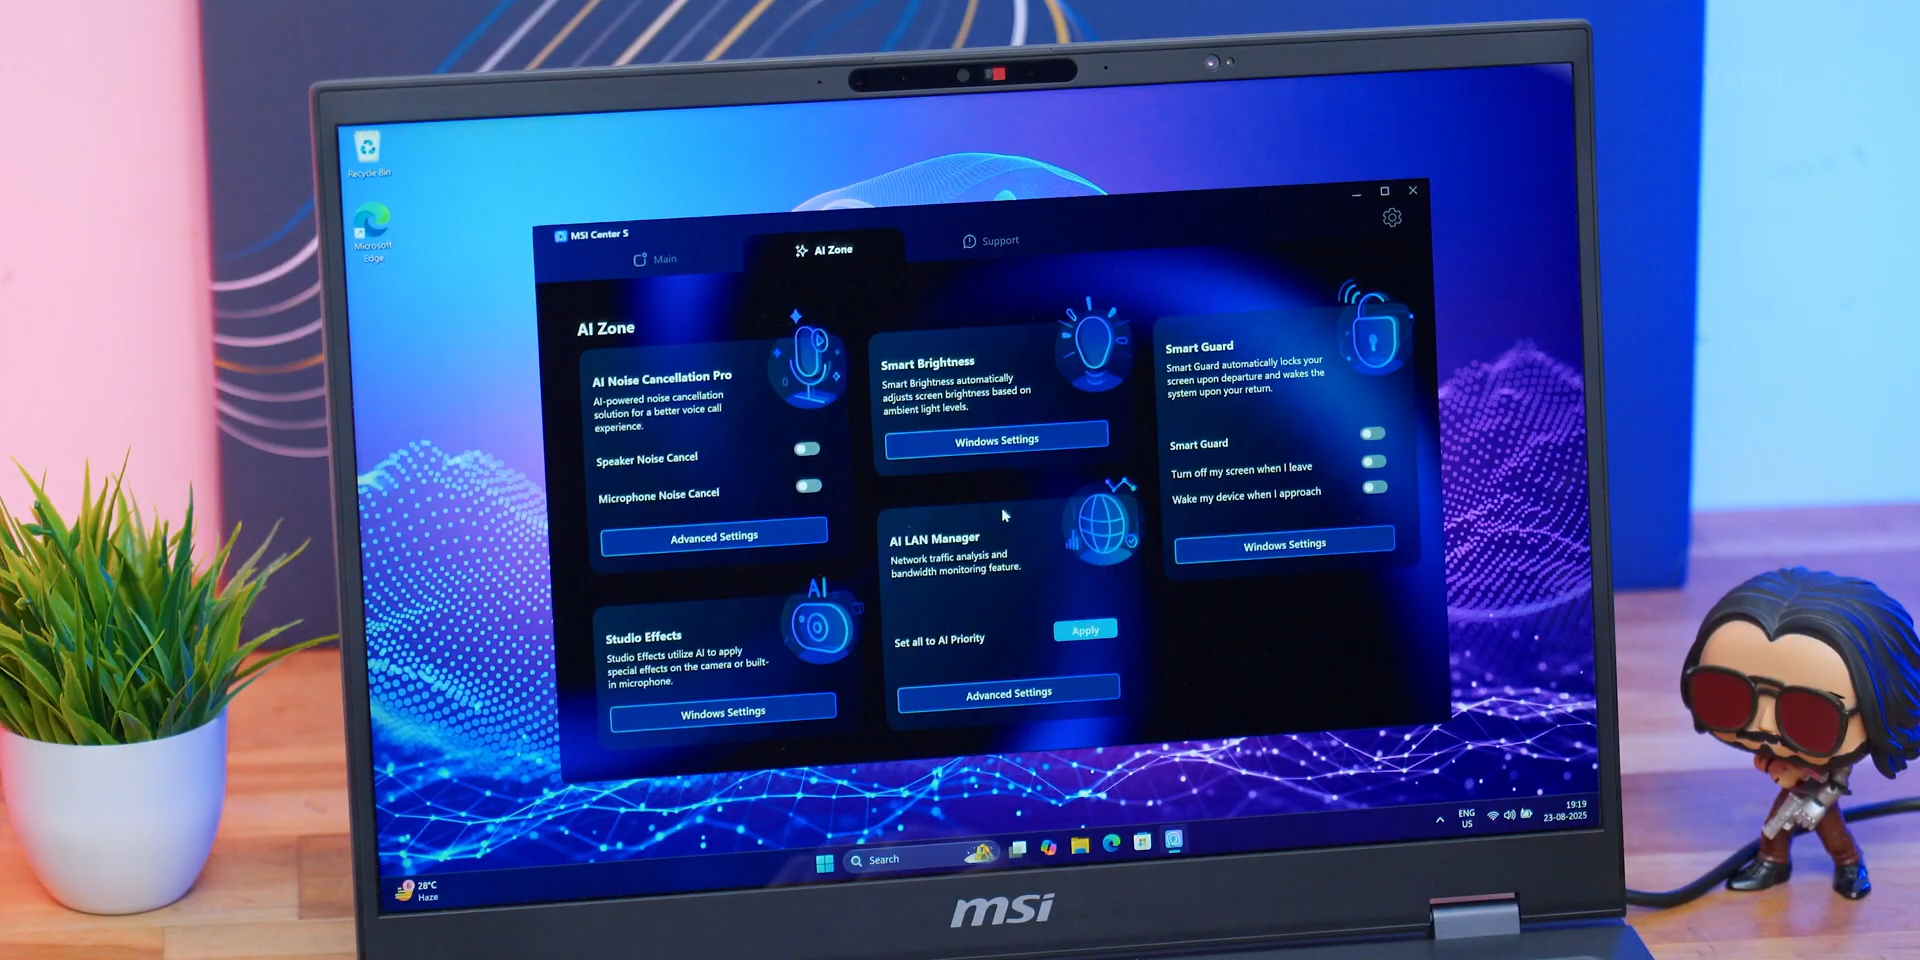 Recycle Bin
Microsoft
Edge
MSI Center S
Main
AI Zone
Support
AI Zone
AI Noise Cancellation Pro
AI-powered noise cancellation
solution for a better voice call
experience.
Speaker Noise Cancel
Microphone Noise Cancel
Advanced Settings
AI
Studio Effects
Studio Effects utilize AI to apply
special effects on the camera or built-
in microphone.
Windows Settings
Smart Brightness
Smart Brightness automatically
adjusts screen brightness based on
ambient light levels.
Windows Settings
AI LAN Manager
Network traffic analysis and
bandwidth monitoring feature.
Set all to AI Priority
Apply
Advanced Settings
Smart Guard
Smart Guard automatically locks your
screen upon departure and wakes the
system upon your return.
Smart Guard
Turn off my screen when I leave
Wake my device when I approach
Windows Settings
28°C
Haze
Search
ENG
US
19:19
23-08-2025
msi